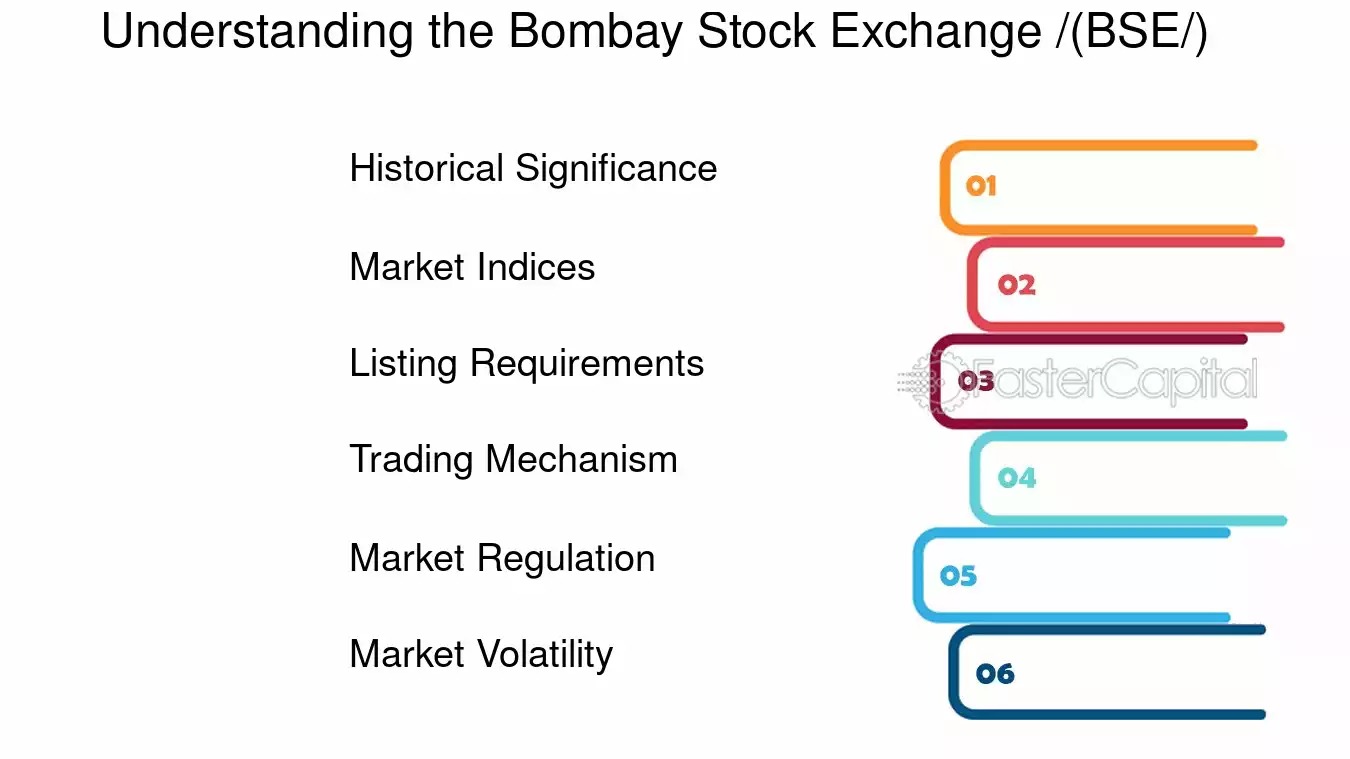 Understanding the Bombay Stock Exchange /(BSE/)
Historical Significance
01
Market Indices
02
Listing Requirements
03
FasterCapital
Trading Mechanism
04
Market Regulation
05
Market Volatility
06